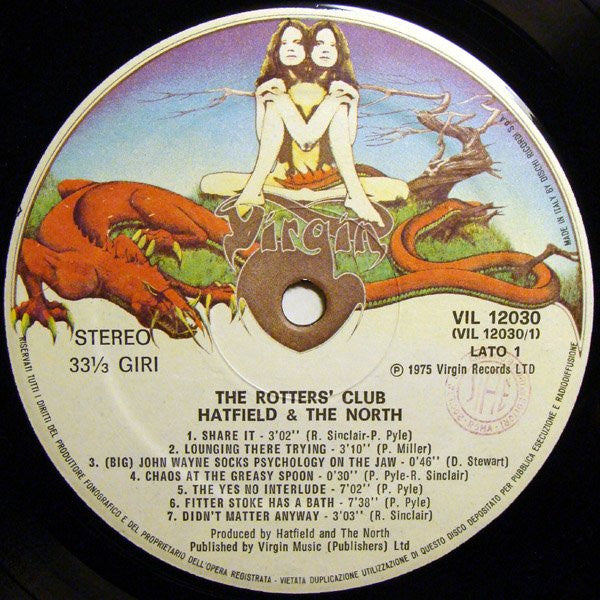 Virgin
MADE IN ITALY BY DISCHI RICORDI S.p.A.
STEREO
33⅓ GIRI
VIL 12030
(VIL 12030/1)
LATO 1
℗ 1975 Virgin Records LTD
THE ROTTERS' CLUB
HATFIELD & THE NORTH
1. SHARE IT - 3'02'' (R. Sinclair-P. Pyle)
2. LOUNGING THERE TRYING - 3'10'' (P. Miller)
3. (BIG) JOHN WAYNE SOCKS PSYCHOLOGY ON THE JAW - 0'46'' (D. Stewart)
4. CHAOS AT THE GREASY SPOON - 0'30'' (P. Pyle-R. Sinclair)
5. THE YES NO INTERLUDE - 7'02'' (P. Pyle)
6. FITTER STOKE HAS A BATH - 7'38'' (P. Pyle)
7. DIDN'T MATTER ANYWAY - 3'03'' (R. Sinclair)
Produced by Hatfield and The North
Published by Virgin Music (Publishers) Ltd
RISERVATI TUTTI I DIRITTI DEL PRODUTTORE FONOGRAFICO E DEL PROPRIETARIO DELL'OPERA REGISTRATA - VIETATA DUPLICAZIONE UTILIZZAZIONE DI QUESTO DISCO DEPOSITATO PER PUBBLICA ESECUZIONE E RADIODIFFUSIONE
ROMA